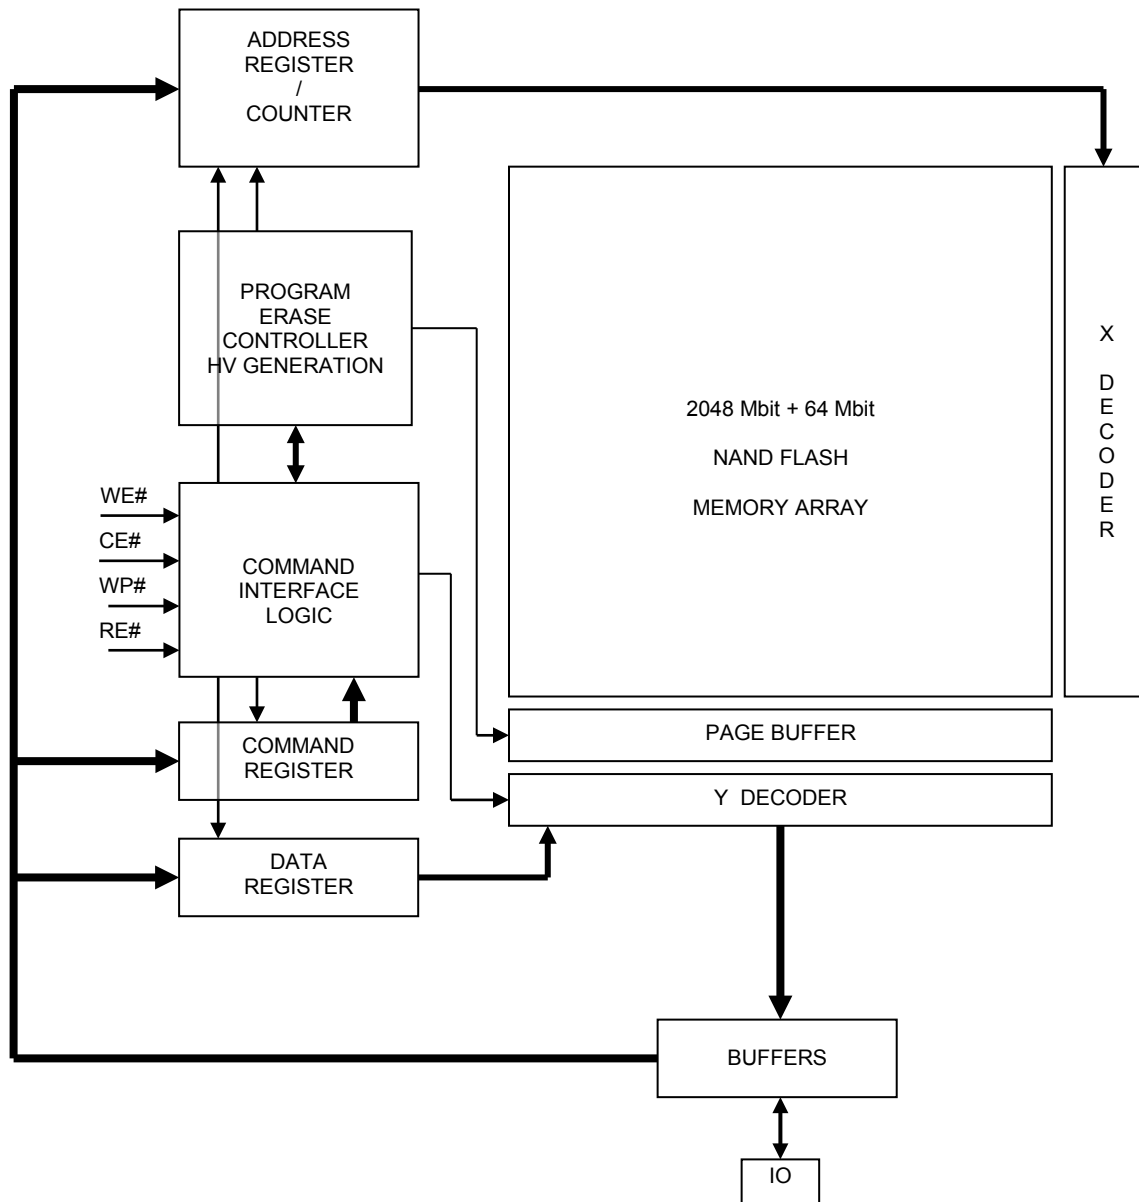 ADDRESS
REGISTER
/
COUNTER
PROGRAM
ERASE
CONTROLLER
HV GENERATION
X
D
E
C
O
D
E
R
2048 Mbit + 64 Mbit
NAND FLASH
MEMORY ARRAY
WE#
CE#
WP#
RE#
COMMAND
INTERFACE
LOGIC
PAGE BUFFER
COMMAND
REGISTER
Y DECODER
DATA
REGISTER
BUFFERS
IO